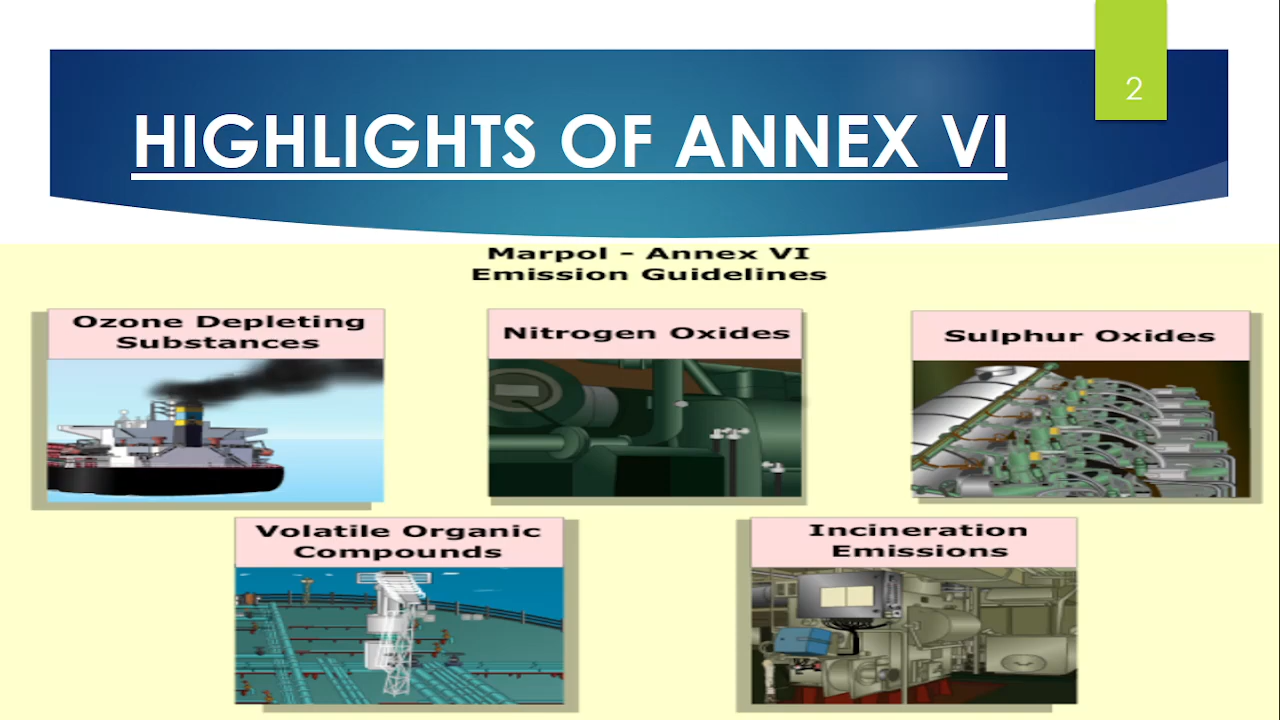 2
HIGHLIGHTS OF ANNEX VI
Marpol - Annex VI
Emission Guidelines
Ozone Depleting
Substances
Nitrogen Oxides
Sulphur Oxides
Volatile Organic
Compounds
Incineration
Emissions